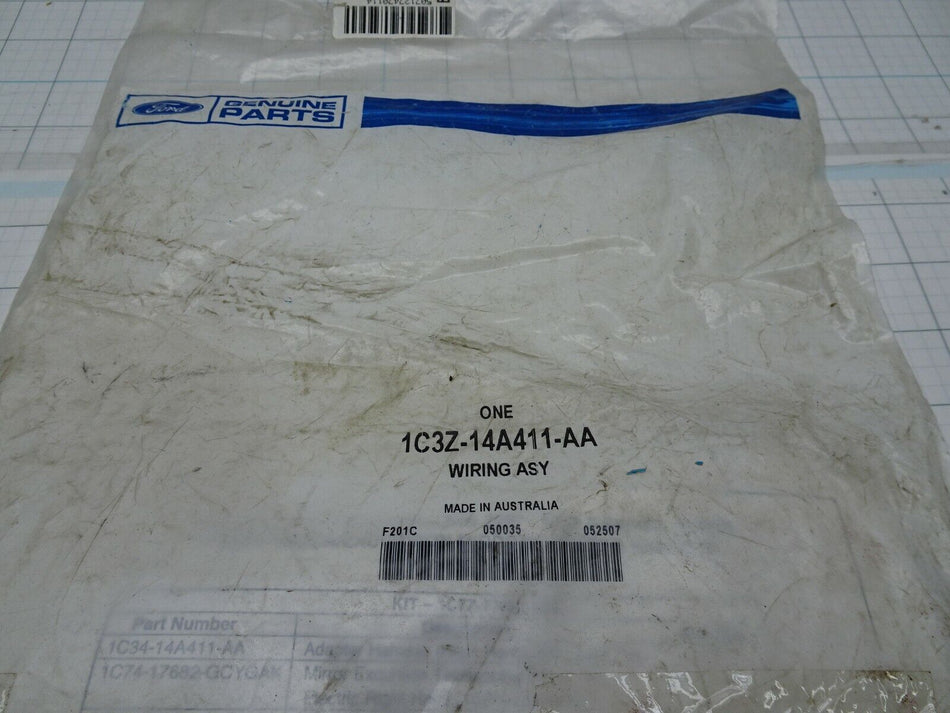 Ford GENUINE
PARTS
ONE
1C3Z-14A411-AA
WIRING ASY
MADE IN AUSTRALIA
F201C 050035 052507
KIT –
Part Number
1C34-14A411-AA